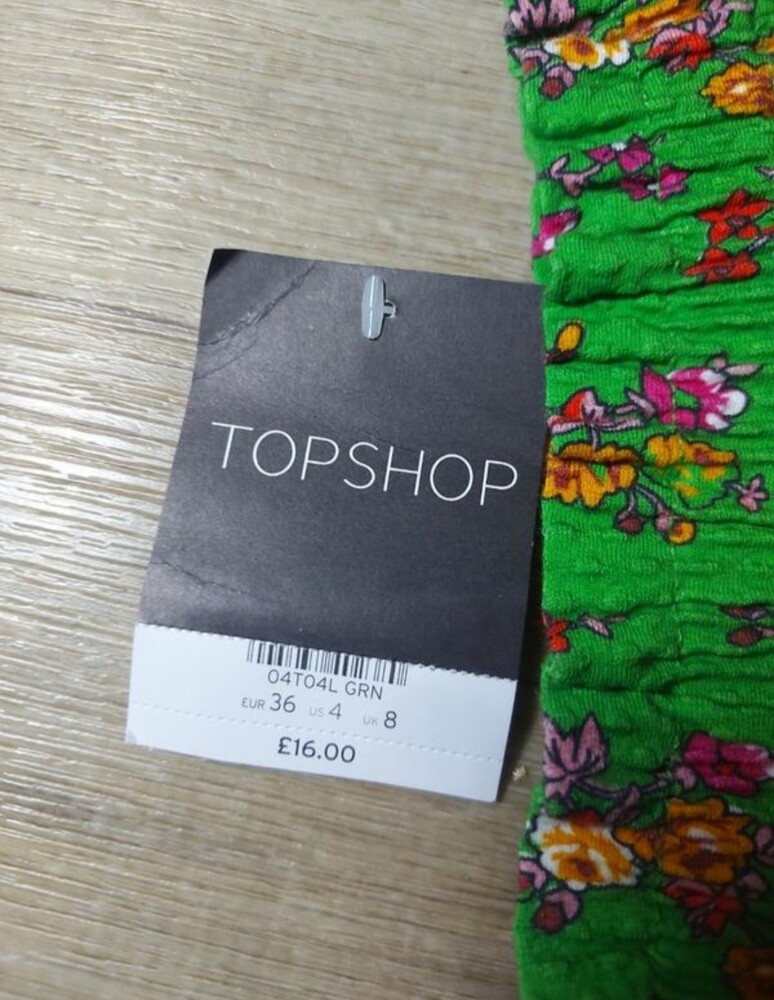 TOPSHOP
04T04L GRN
EUR 36 US 4 UK 8
£16.00